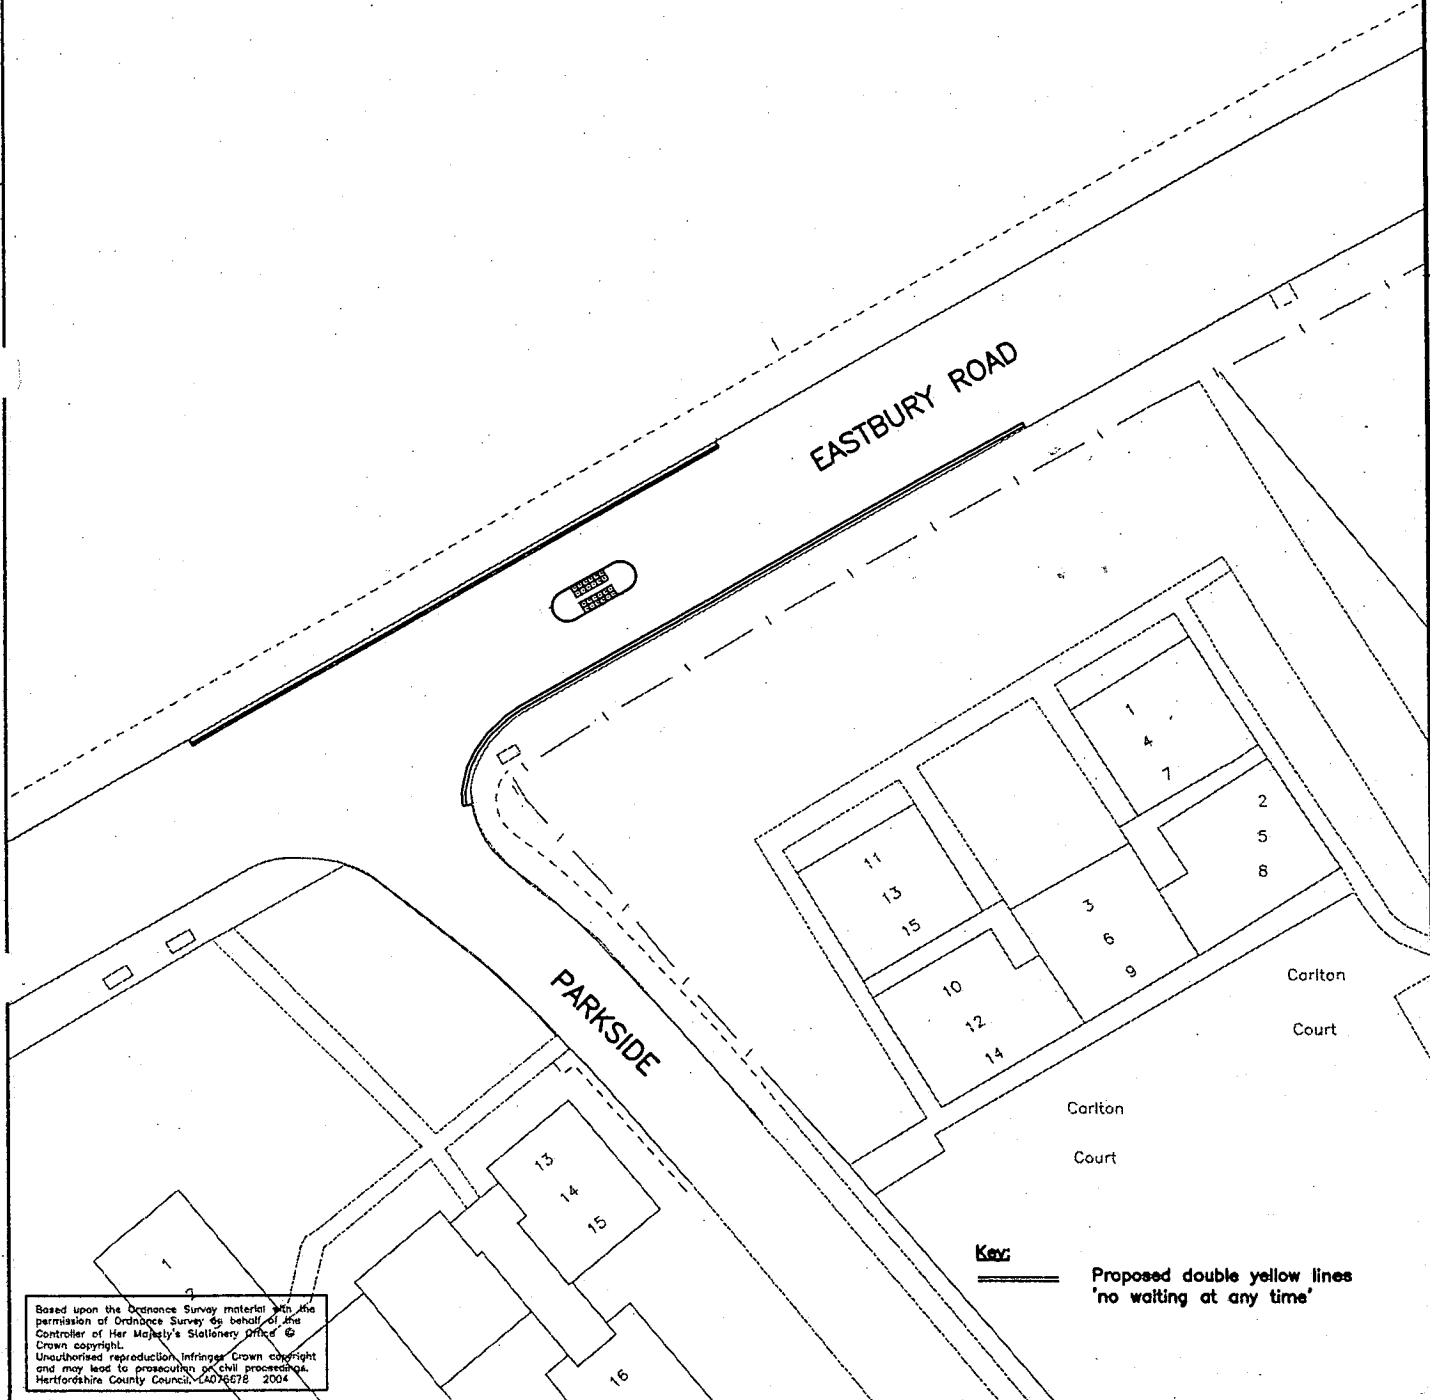 EASTBURY ROAD
PARKSIDE
1
4
7
2
5
8
11
13
15
3
6
9
10
12
14
Carlton
Court
Carlton
Court
13
14
15
1
2
16
Key:
Proposed double yellow lines
'no waiting at any time'
Based upon the Ordnance Survey material with the
permission of Ordnance Survey on behalf of the
Controller of Her Majesty's Stationery Office ©
Crown copyright.
Unauthorised reproduction infringes Crown copyright
and may lead to prosecution or civil proceedings.
Hertfordshire County Council. LA076678 2004